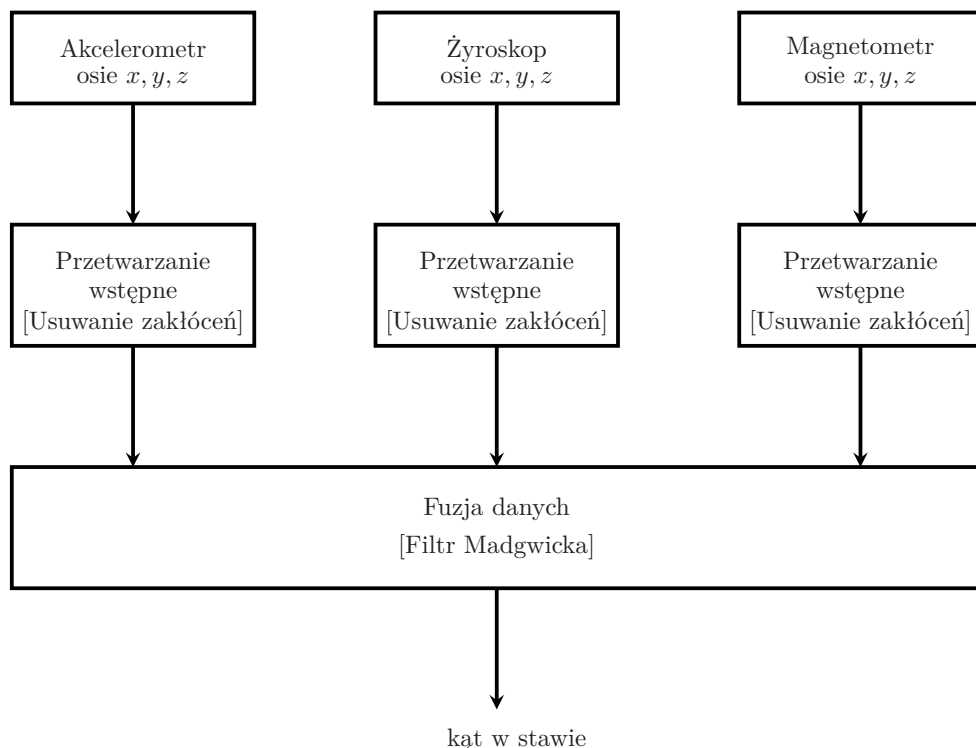 Akcelerometr
osie x, y, z
Żyroskop
osie x, y, z
Magnetometr
osie x, y, z
Przetwarzanie
wstępne
[Usuwanie zakłóceń]
Przetwarzanie
wstępne
[Usuwanie zakłóceń]
Przetwarzanie
wstępne
[Usuwanie zakłóceń]
Fuzja danych
[Filtr Madgwicka]
kąt w stawie